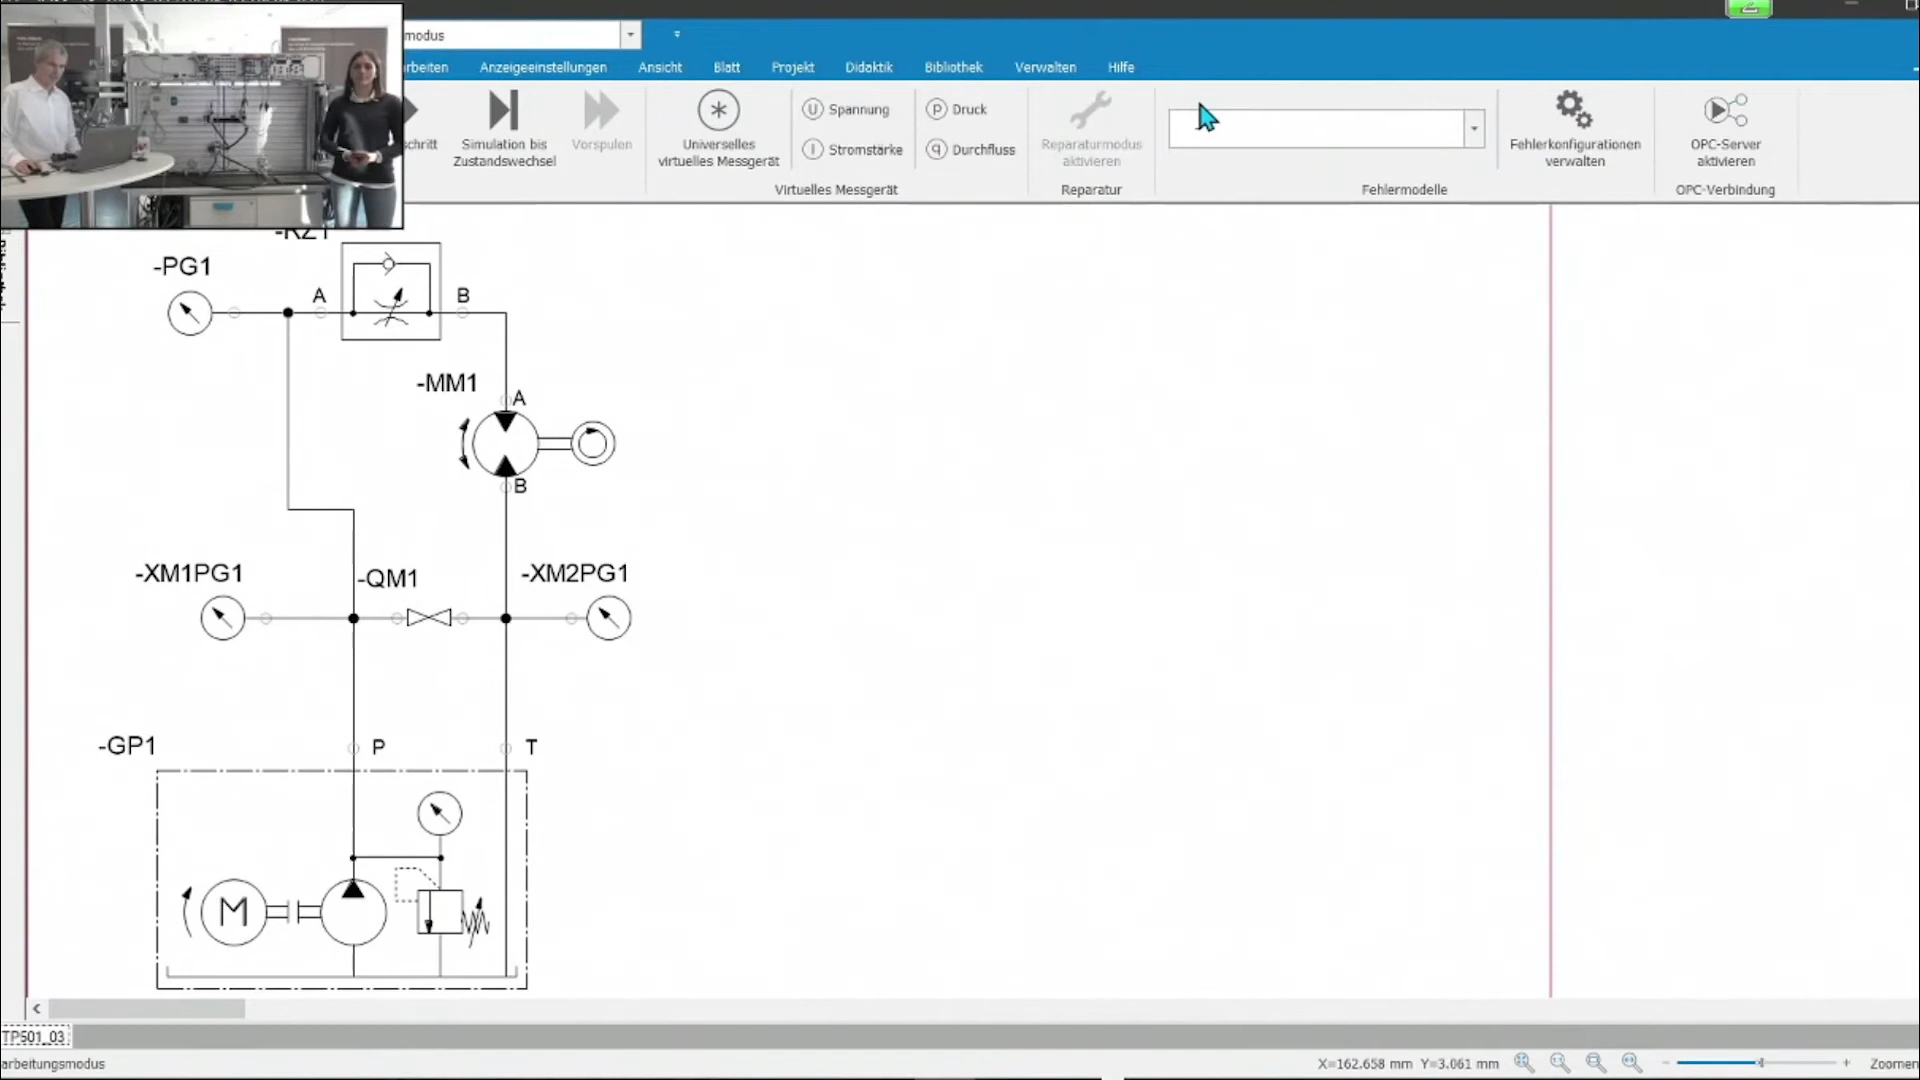 modus
rbeiten Anzeigeeinstellungen Ansicht Blatt Projekt Didaktik Bibliothek Verwalten Hilfe
schritt
Simulation bis
Zustandswechsel
Vorspulen
Universelles
virtuelles Messgerät
U Spannung
I Stromstärke
P Druck
q Durchfluss
Virtuelles Messgerät
Reparaturmodus
aktivieren
Reparatur
Fehlermodelle
Fehlerkonfigurationen
verwalten
OPC-Server
aktivieren
OPC-Verbindung
-RZ1
-PG1
A
B
-MM1
A
B
-XM1PG1
-QM1
-XM2PG1
-GP1
P
T
M
TP501_03
arbeitungsmodus
X=162.658 mm Y=3.061 mm
Zoomen